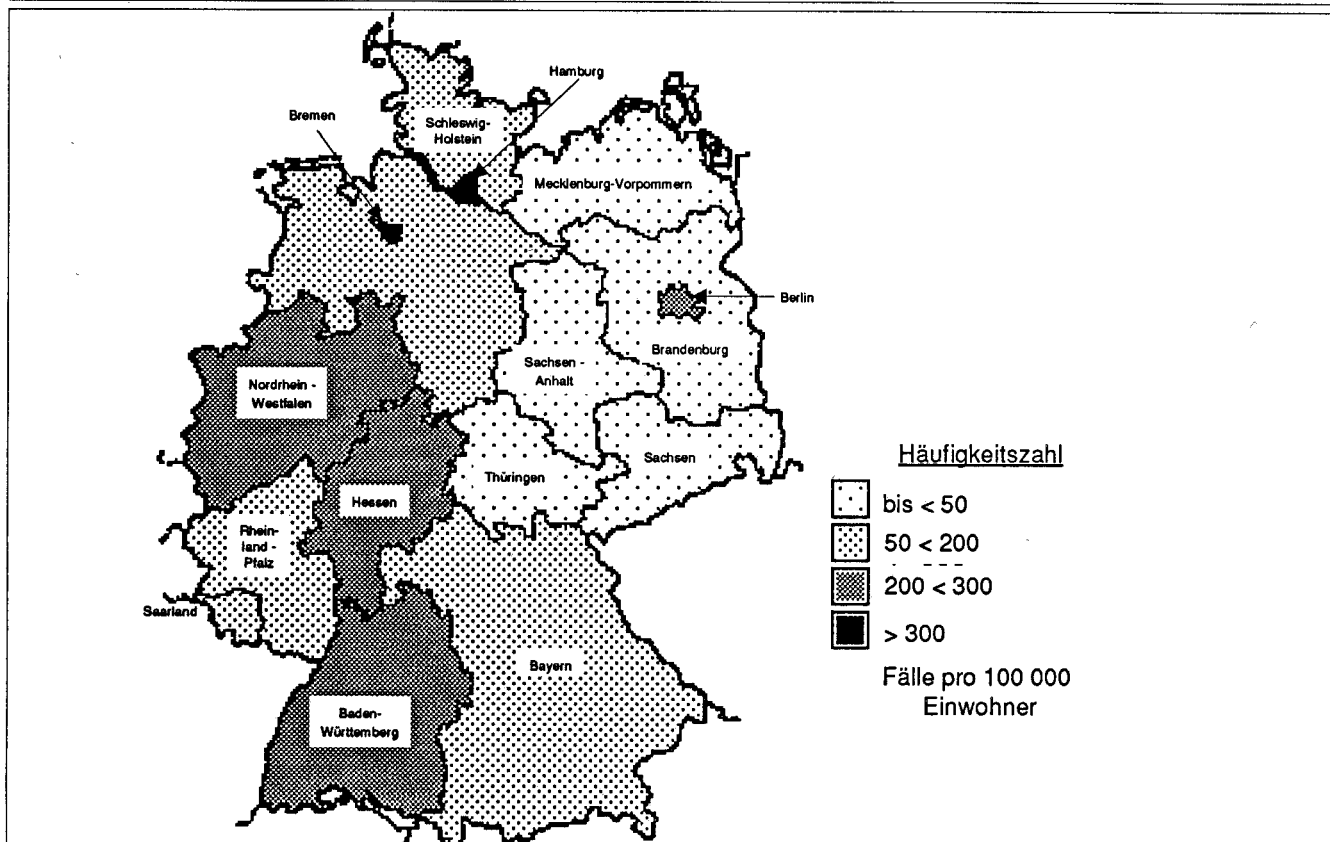 Hamburg
Bremen
Schleswig-
Holstein
Mecklenburg-Vorpommern
Berlin
Brandenburg
Sachsen -
Anhalt
Nordrhein -
Westfalen
Sachsen
Thüringen
Hessen
Rhein-
land -
Pfalz
Saarland
Bayern
Baden-
Württemberg
Häufigkeitszahl
bis < 50
50 < 200
200 < 300
> 300
Fälle pro 100 000
Einwohner